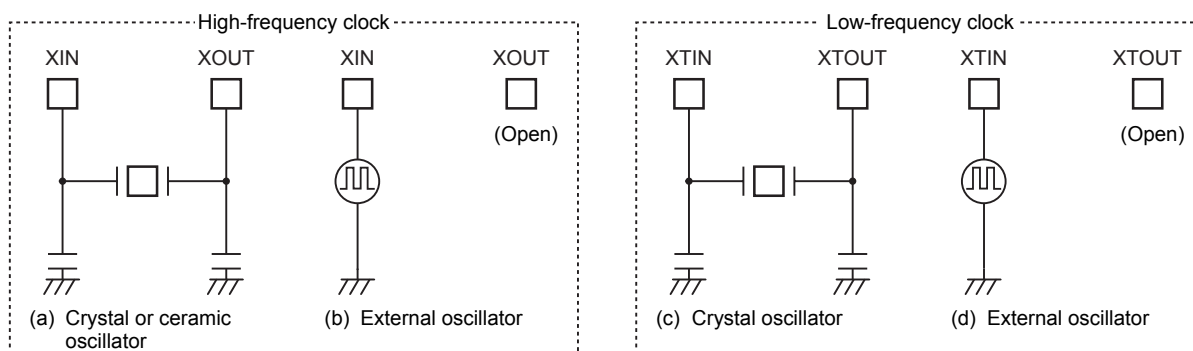 High-frequency clock
XIN XOUT XIN XOUT
(Open)
(a) Crystal or ceramic
oscillator
(b) External oscillator
Low-frequency clock
XTIN XTOUT XTIN XTOUT
(Open)
(c) Crystal oscillator
(d) External oscillator